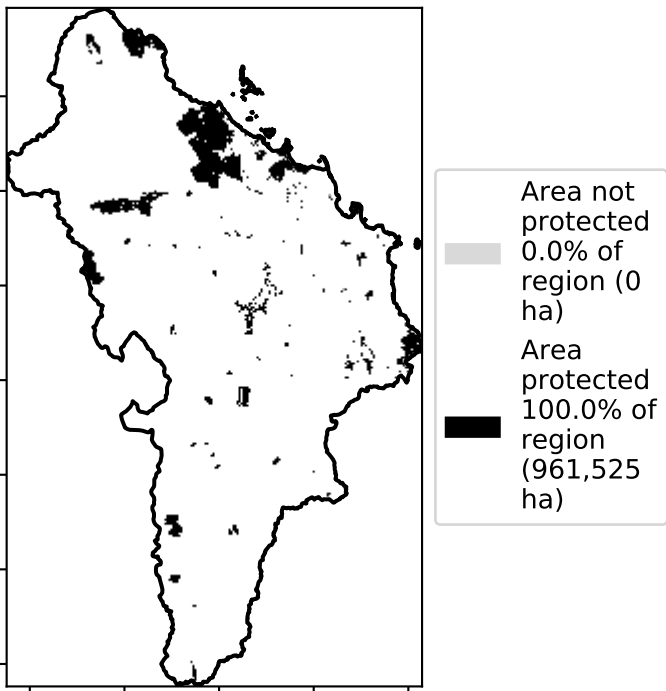 Area not
protected
0.0% of
region (0
ha)
Area
protected
100.0% of
region
(961,525
ha)